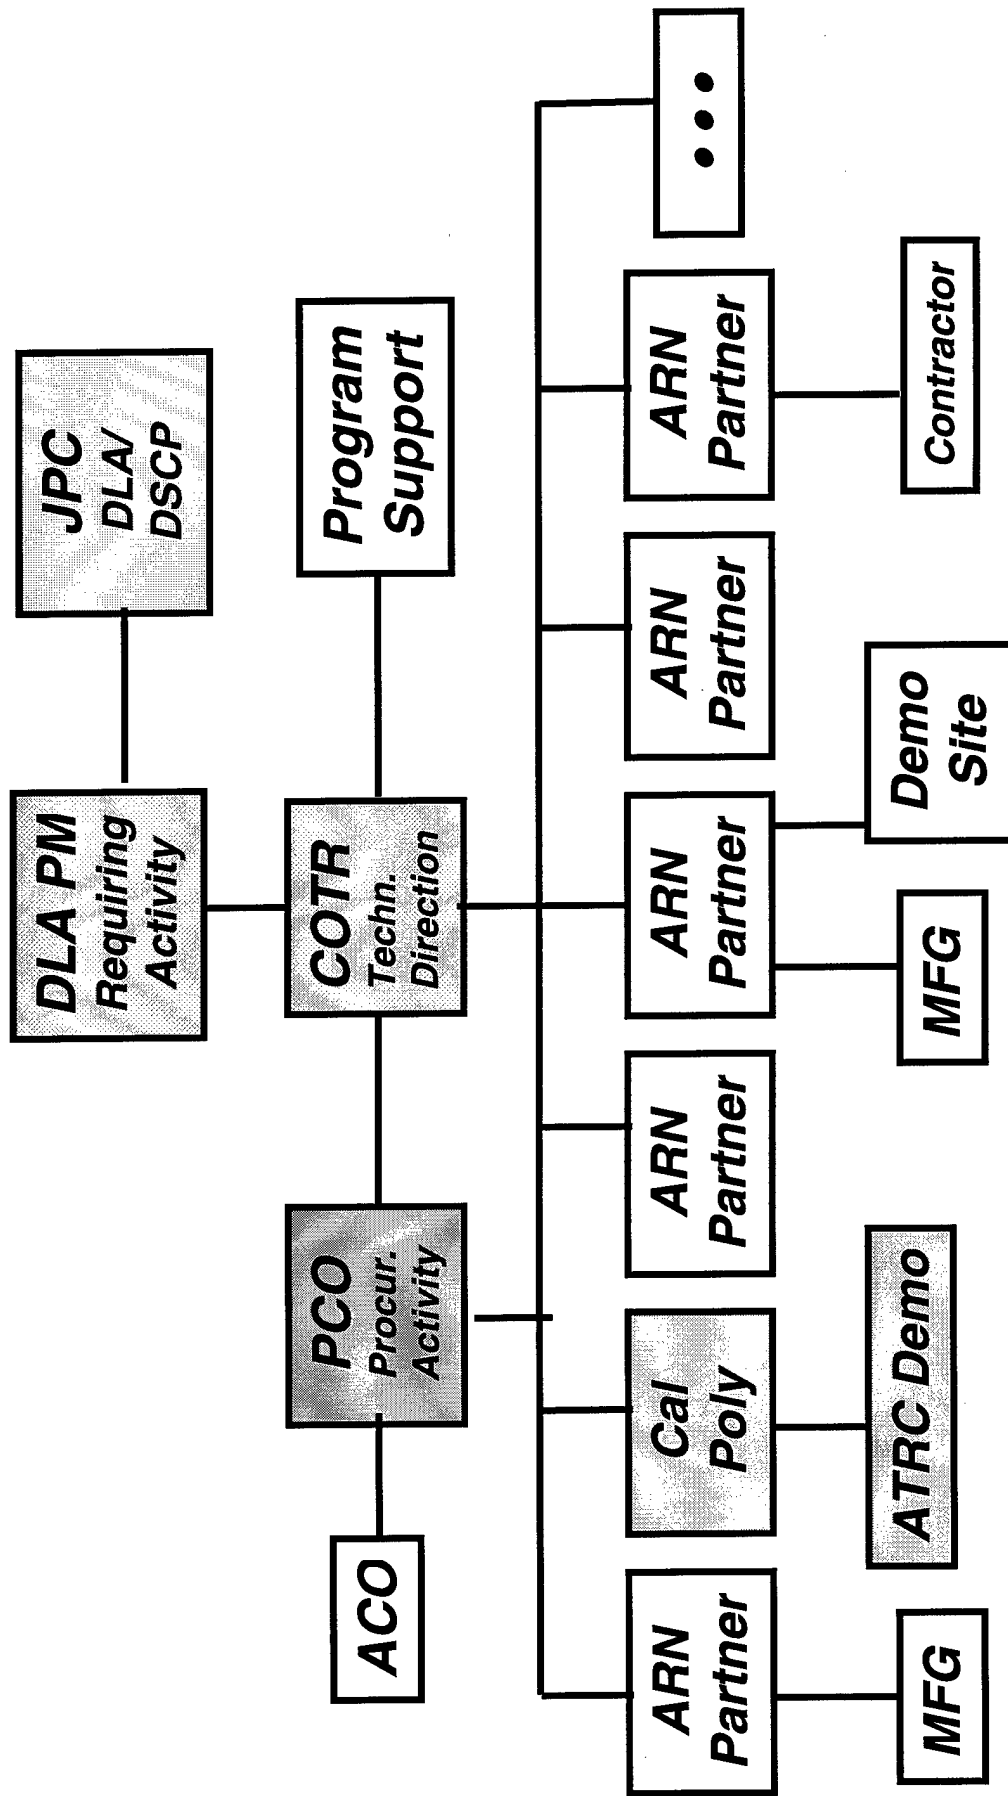 DLA PM
Requiring
Activity
JPC
DLA/
DSCP
ACO
PCO
Procur.
Activity
COTR
Techn.
Direction
Program
Support
ARN
Partner
Cal
Poly
ARN
Partner
ARN
Partner
ARN
Partner
ARN
Partner
•••
MFG
ATRC Demo
MFG
Demo
Site
Contractor